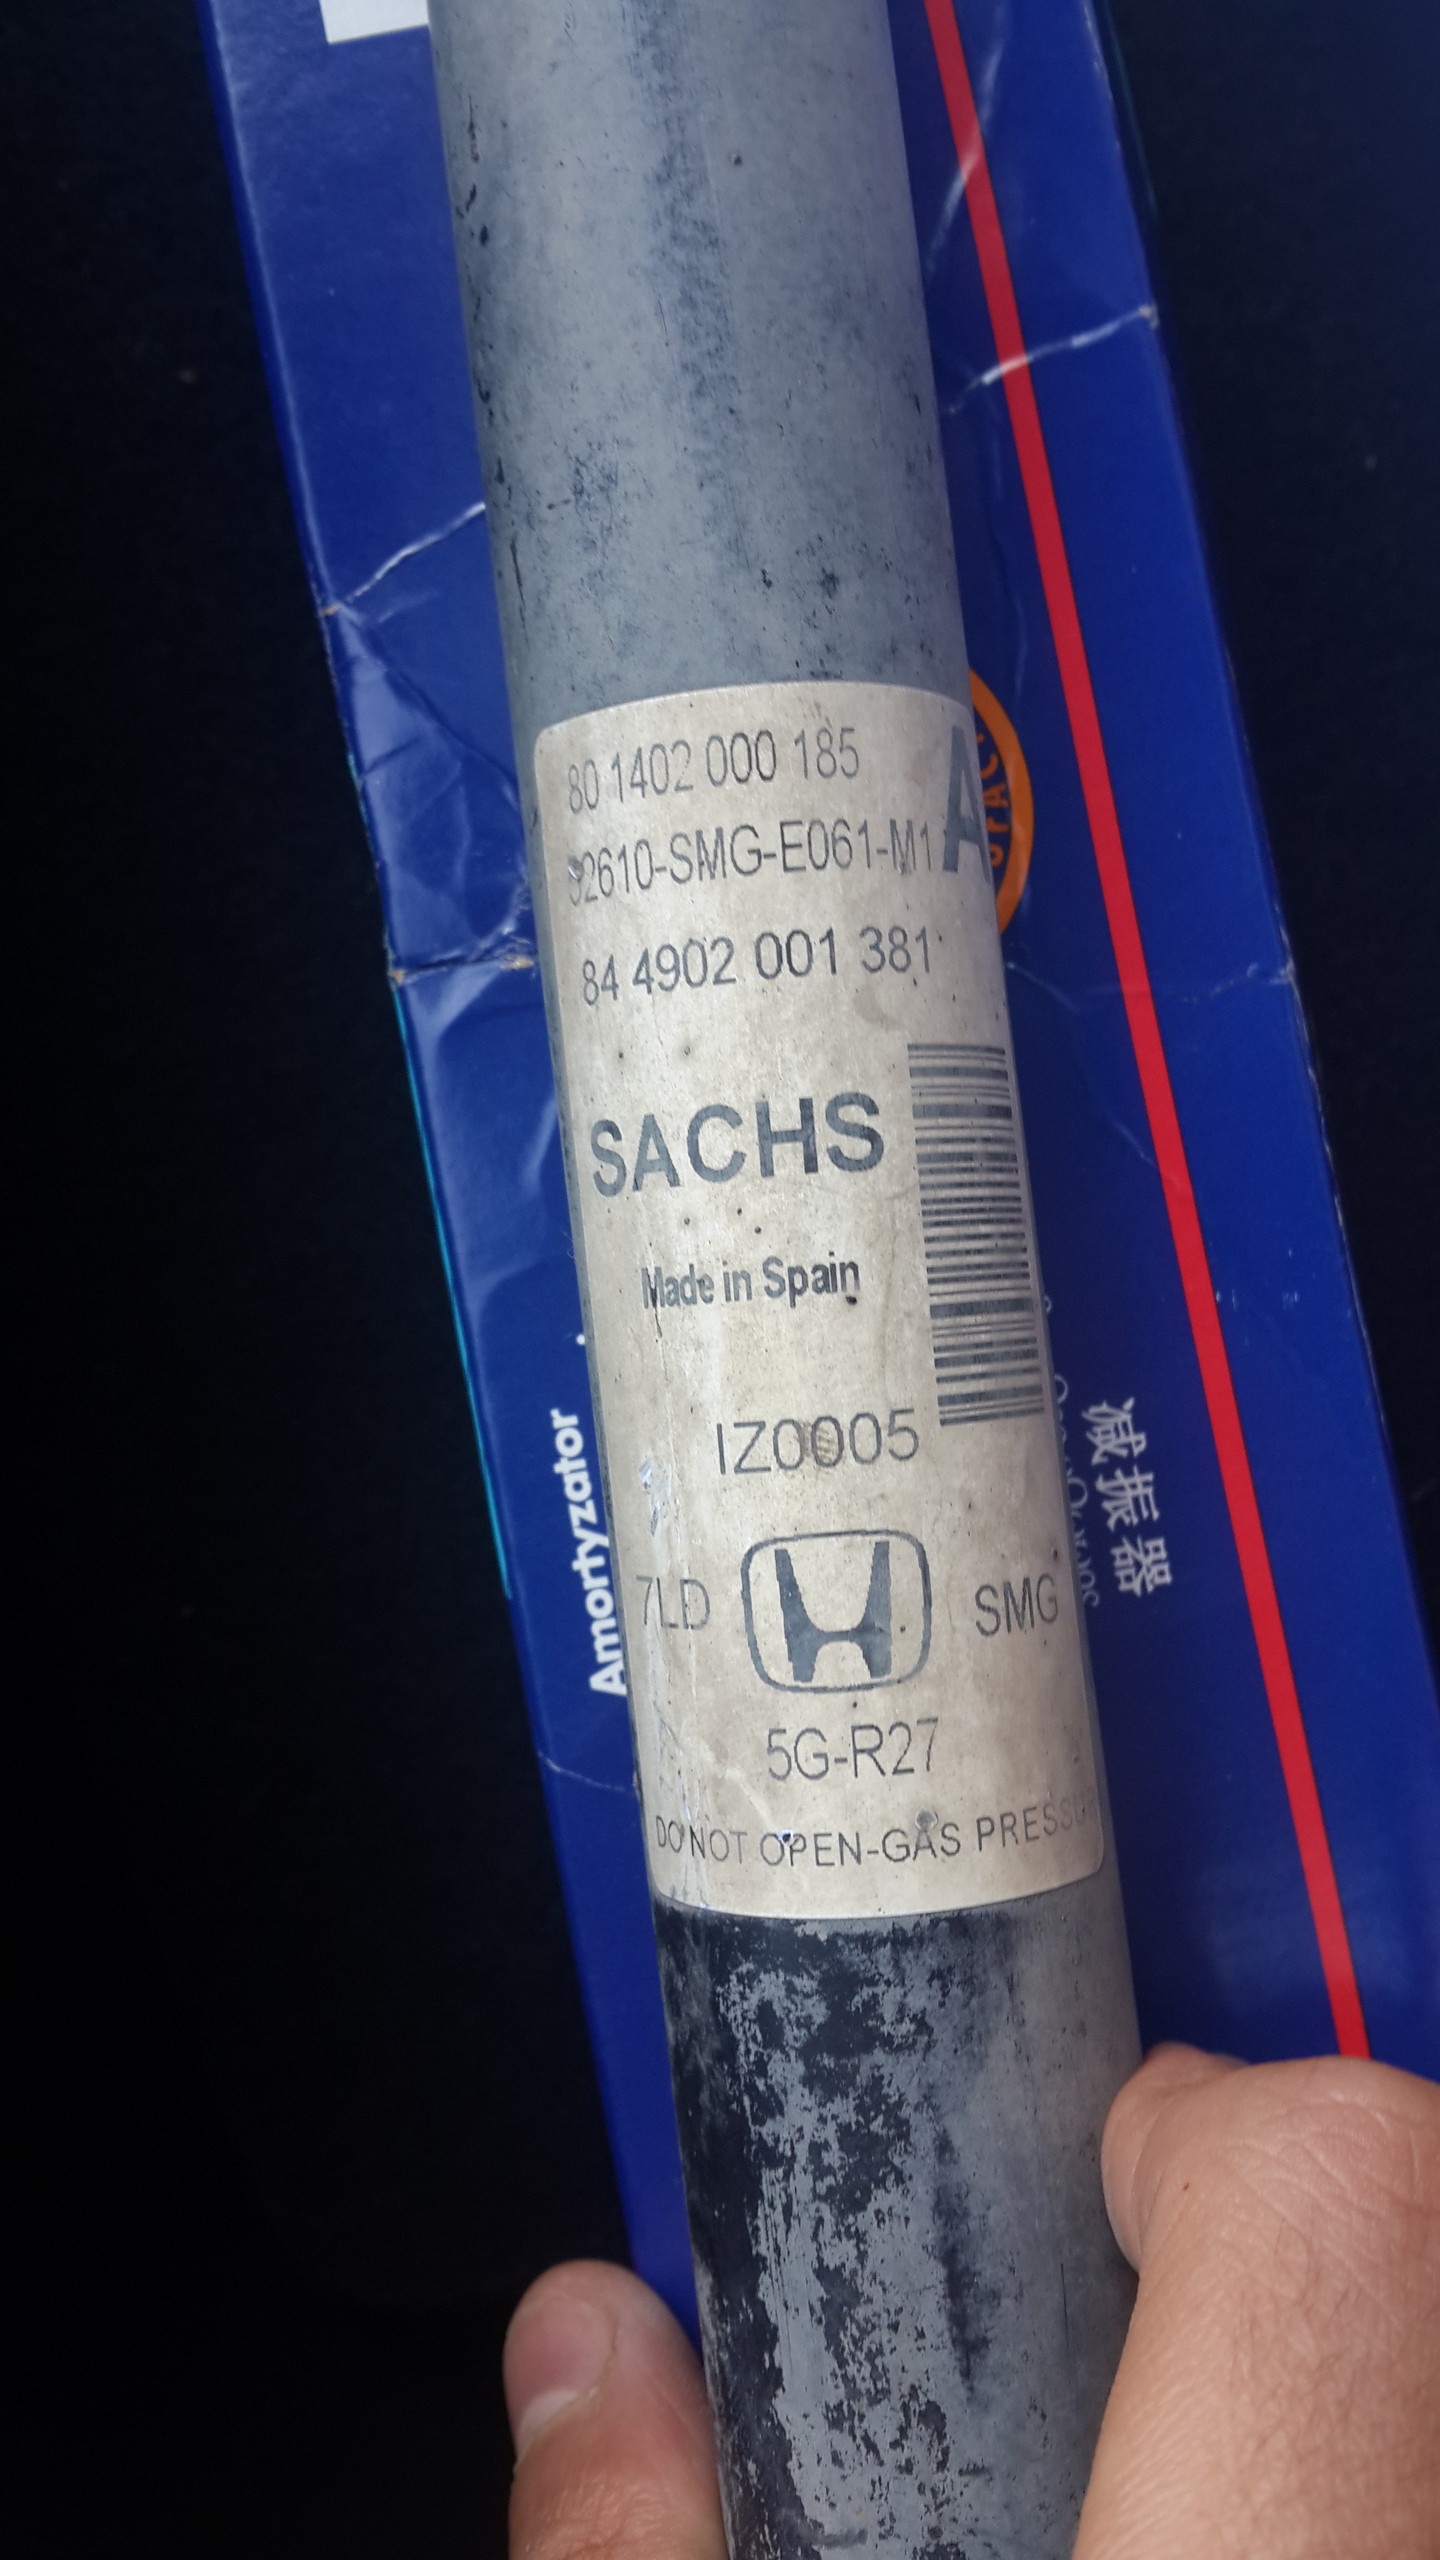 80 1402 000 185
52610-SMG-E061-M1
A
84 4902 001 381
SACHS
Made in Spain
IZ0005
7LD
SMG
5G-R27
DO NOT OPEN-GAS PRESSU
Amortyzator
减振器